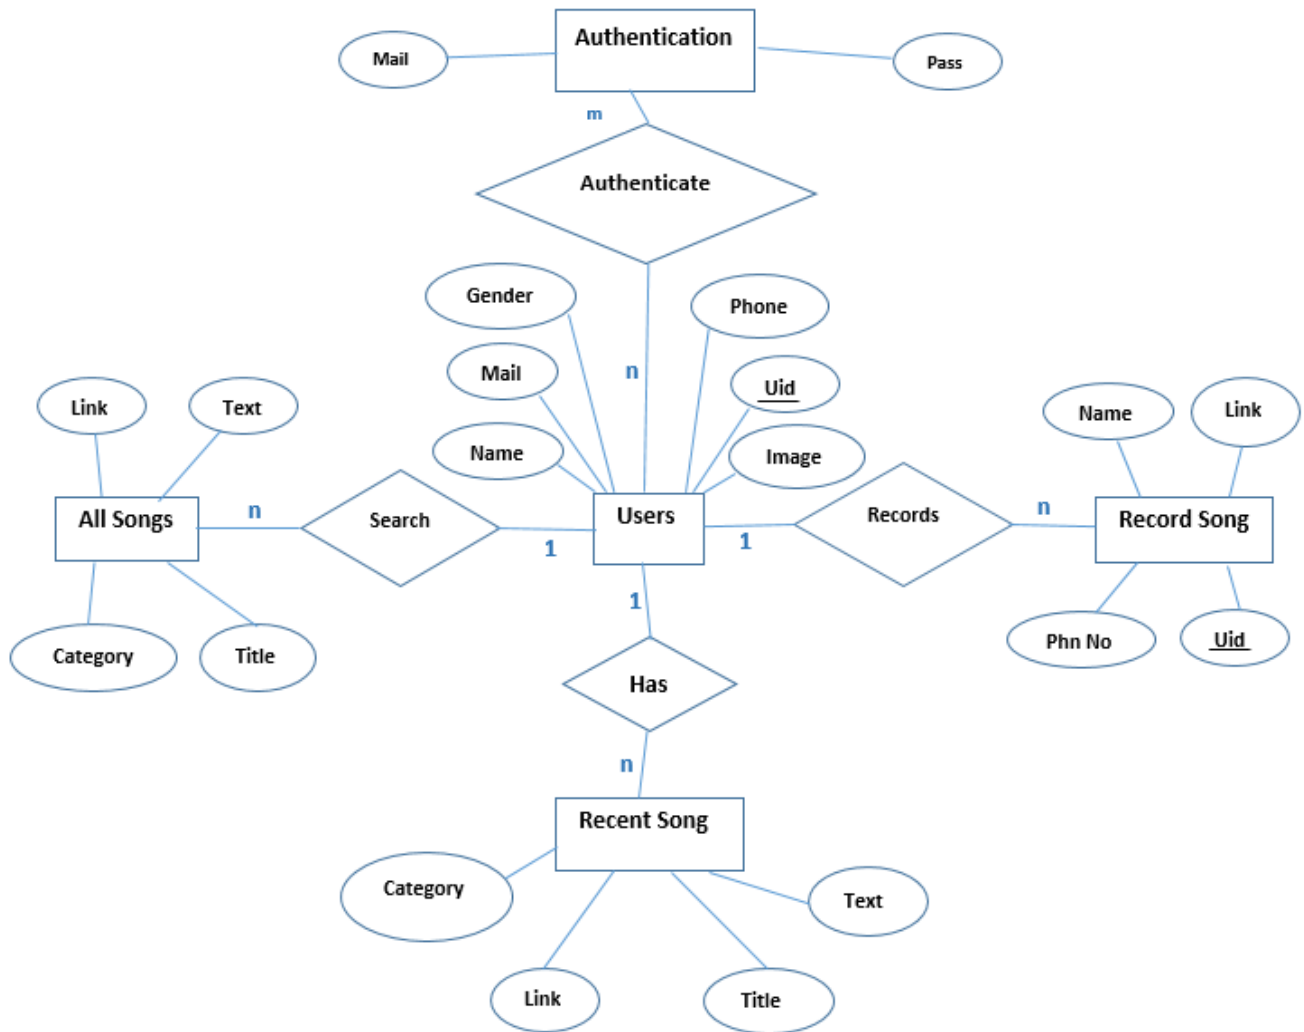 Authentication
Mail
Pass
m
Authenticate
Gender
Phone
Mail
n
Uid
Link
Text
Name
Link
Name
Image
All Songs
n
Search
1
Users
1
Records
n
Record Song
1
Category
Title
Phn No
Uid
Has
n
Recent Song
Category
Text
Link
Title